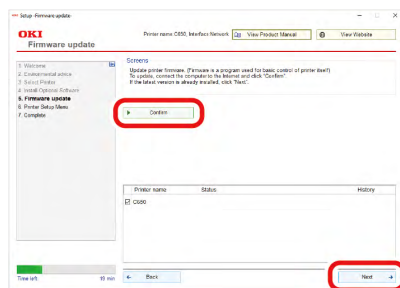 Setup -Firmware update-
OKI
Firmware update
Printer name C650, Interface Network
View Product Manual
View Website
1. Welcome
2. Environmental advice
3. Select Printer
4. Install Optional Software
5. Firmware update
6. Printer Setup Menu
7. Complete
Screens
Update printer firmware. (Firmware is a program used for basic control of printer itself)
To update, connect the computer to the Internet and click "Confirm".
If the latest version is already installed, click "Next".
Confirm
Printer name Status History
C650
Time left 10 min
Back
Next